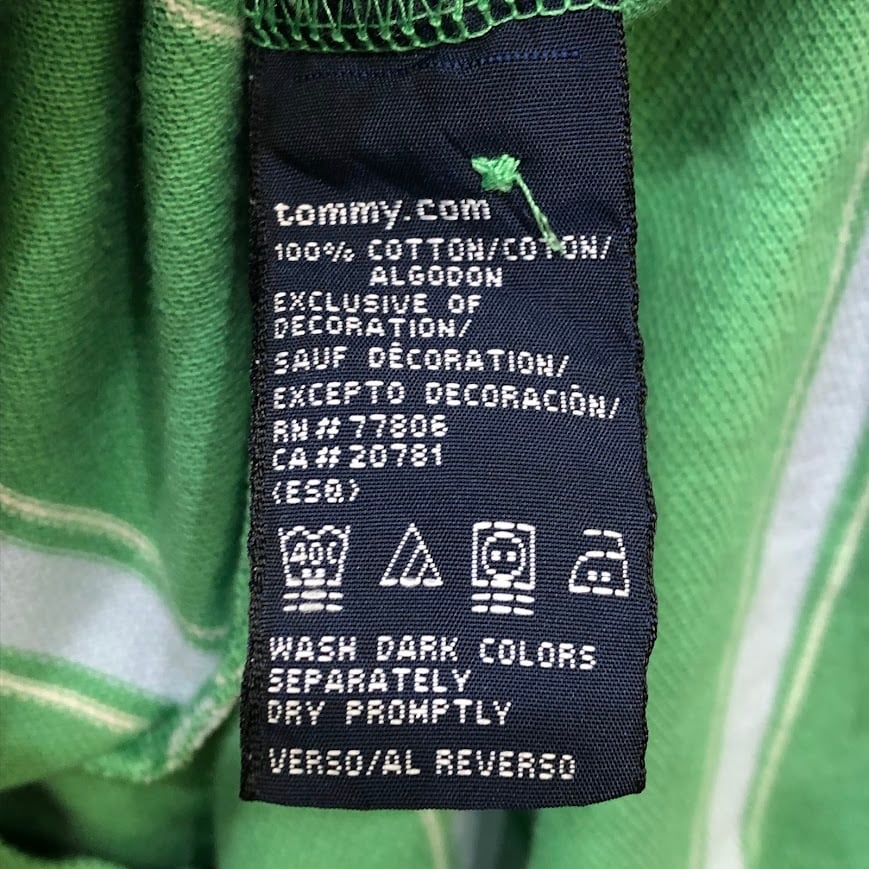 tommy.com
100% COTTON/COTON/
ALGODON
EXCLUSIVE OF
DECORATION/
SAUF DÉCORATION/
EXCEPTO DECORACIÓN/
RN # 77806
CA # 20781
(ESQ)
40C
WASH DARK COLORS
SEPARATELY
DRY PROMPTLY
VERSO/AL REVERSO